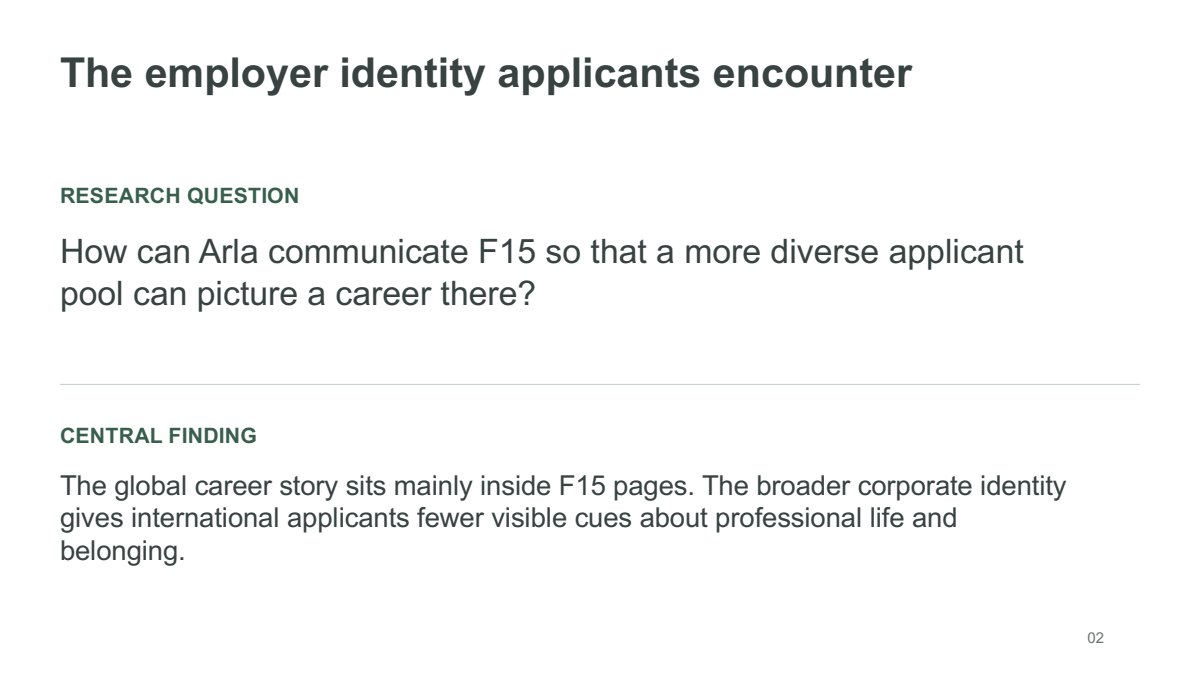 The employer identity applicants encounter
RESEARCH QUESTION
How can Arla communicate F15 so that a more diverse applicant
pool can picture a career there?
CENTRAL FINDING
The global career story sits mainly inside F15 pages. The broader corporate identity
gives international applicants fewer visible cues about professional life and
belonging.
02